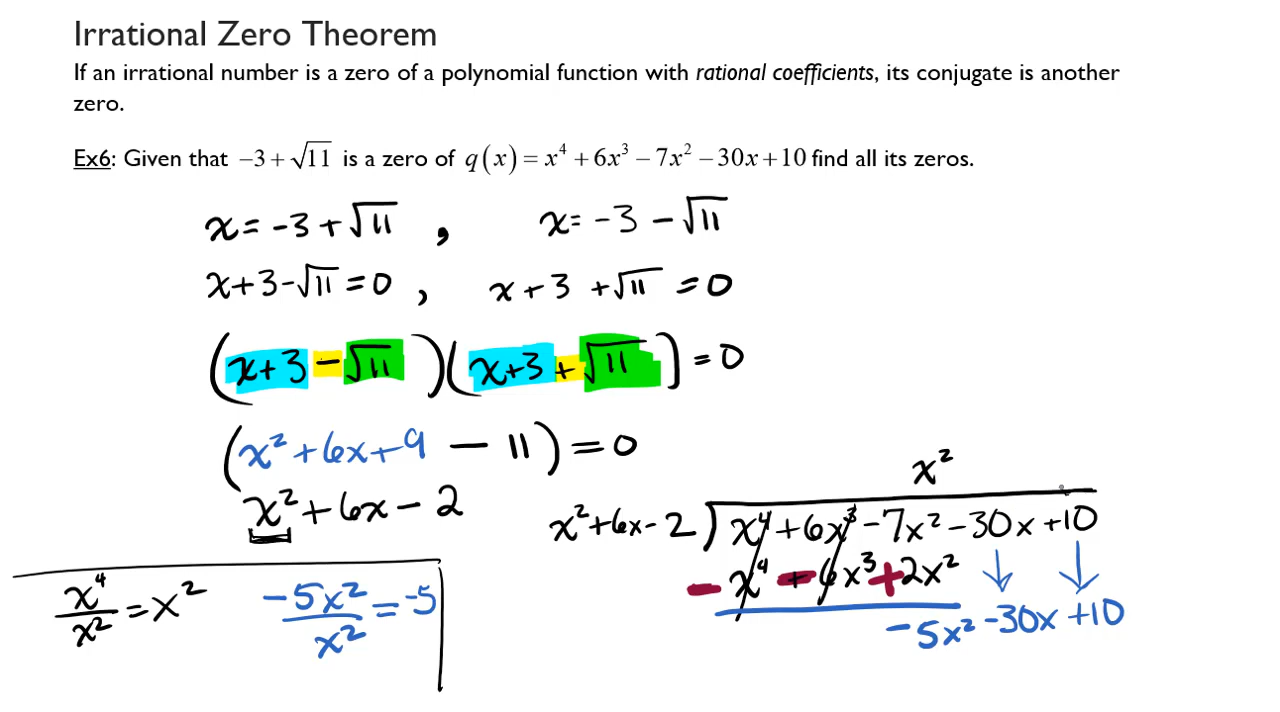 Irrational Zero Theorem
If an irrational number is a zero of a polynomial function with rational coefficients, its conjugate is another
zero.
Ex6: Given that −3 + √11 is a zero of q(x) = x⁴ + 6x³ − 7x² − 30x + 10 find all its zeros.
x = -3 + √11 , x = -3 - √11
x + 3 - √11 = 0 , x + 3 + √11 = 0
(x + 3 - √11)(x + 3 + √11) = 0
(x² + 6x + 9 - 11) = 0
x² + 6x - 2
x²
x² + 6x - 2 ) x⁴ + 6x³ - 7x² - 30x + 10
- x⁴ - 6x³ + 2x²
-5x² - 30x + 10
x⁴/x² = x² -5x²/x² = -5